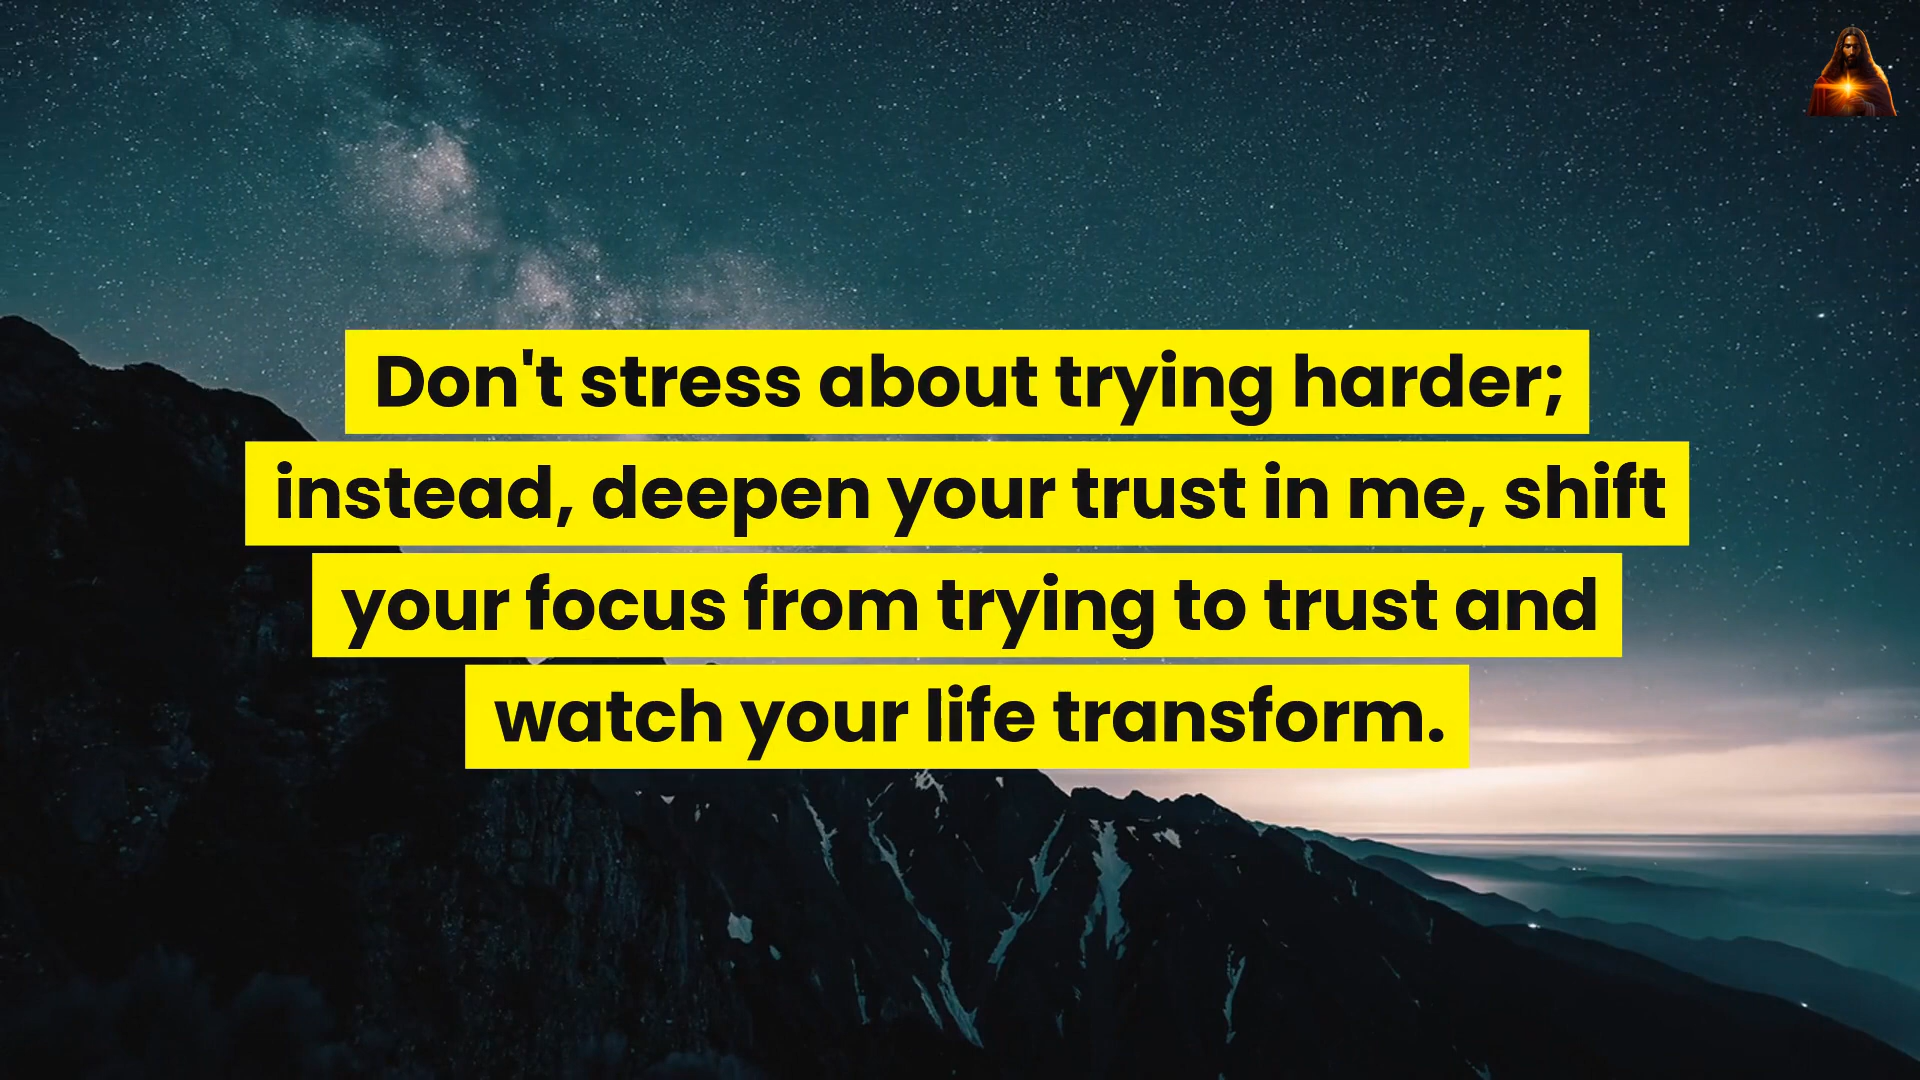 Don't stress about trying harder;
instead, deepen your trust in me, shift
your focus from trying to trust and
watch your life transform.